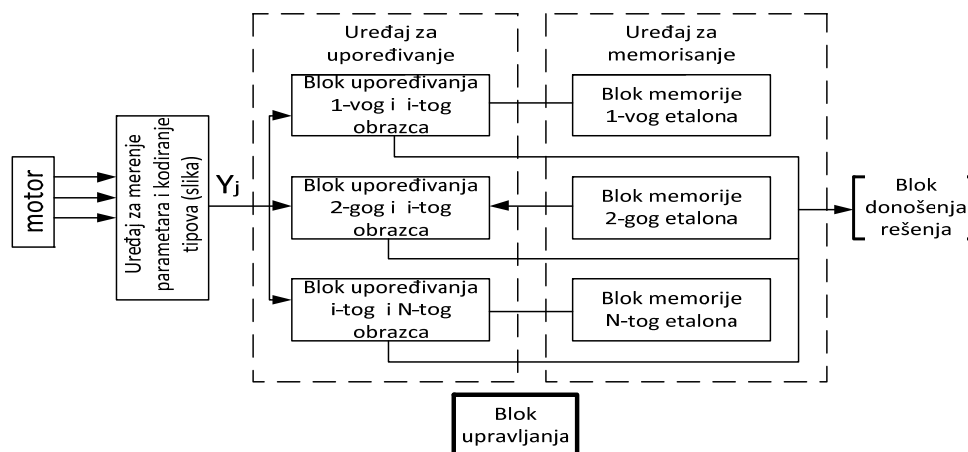 motor
Uređaj za merenje
parametara i kodiranje
tipova (slika)
Yj
Uređaj za
upoređivanje
Blok upoređivanja
1-vog i i-tog
obrazca
Blok upoređivanja
2-gog i i-tog
obrazca
Blok upoređivanja
i-tog i N-tog
obrazca
Uređaj za
memorisanje
Blok memorije
1-vog etalona
Blok memorije
2-gog etalona
Blok memorije
N-tog etalona
Blok
donošenja
rešenja
Blok
upravljanja